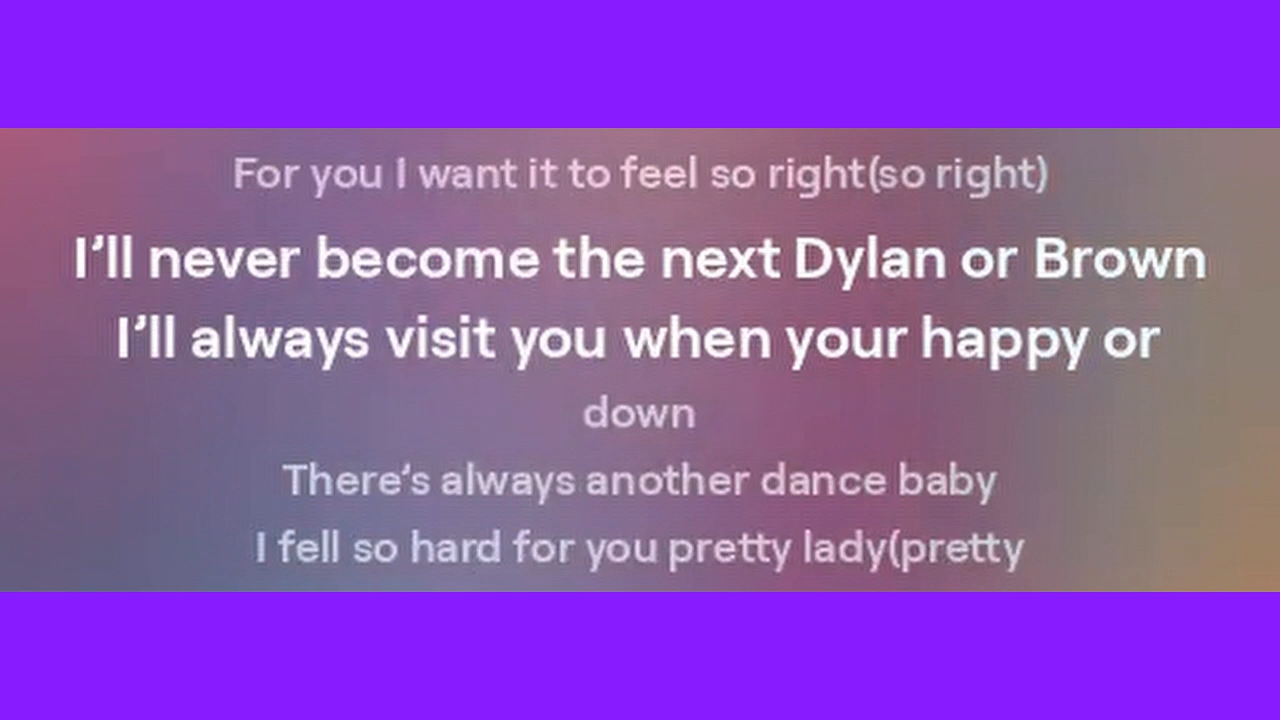 For you I want it to feel so right(so right)
I’ll never become the next Dylan or Brown
I’ll always visit you when your happy or
down
There’s always another dance baby
I fell so hard for you pretty lady(pretty